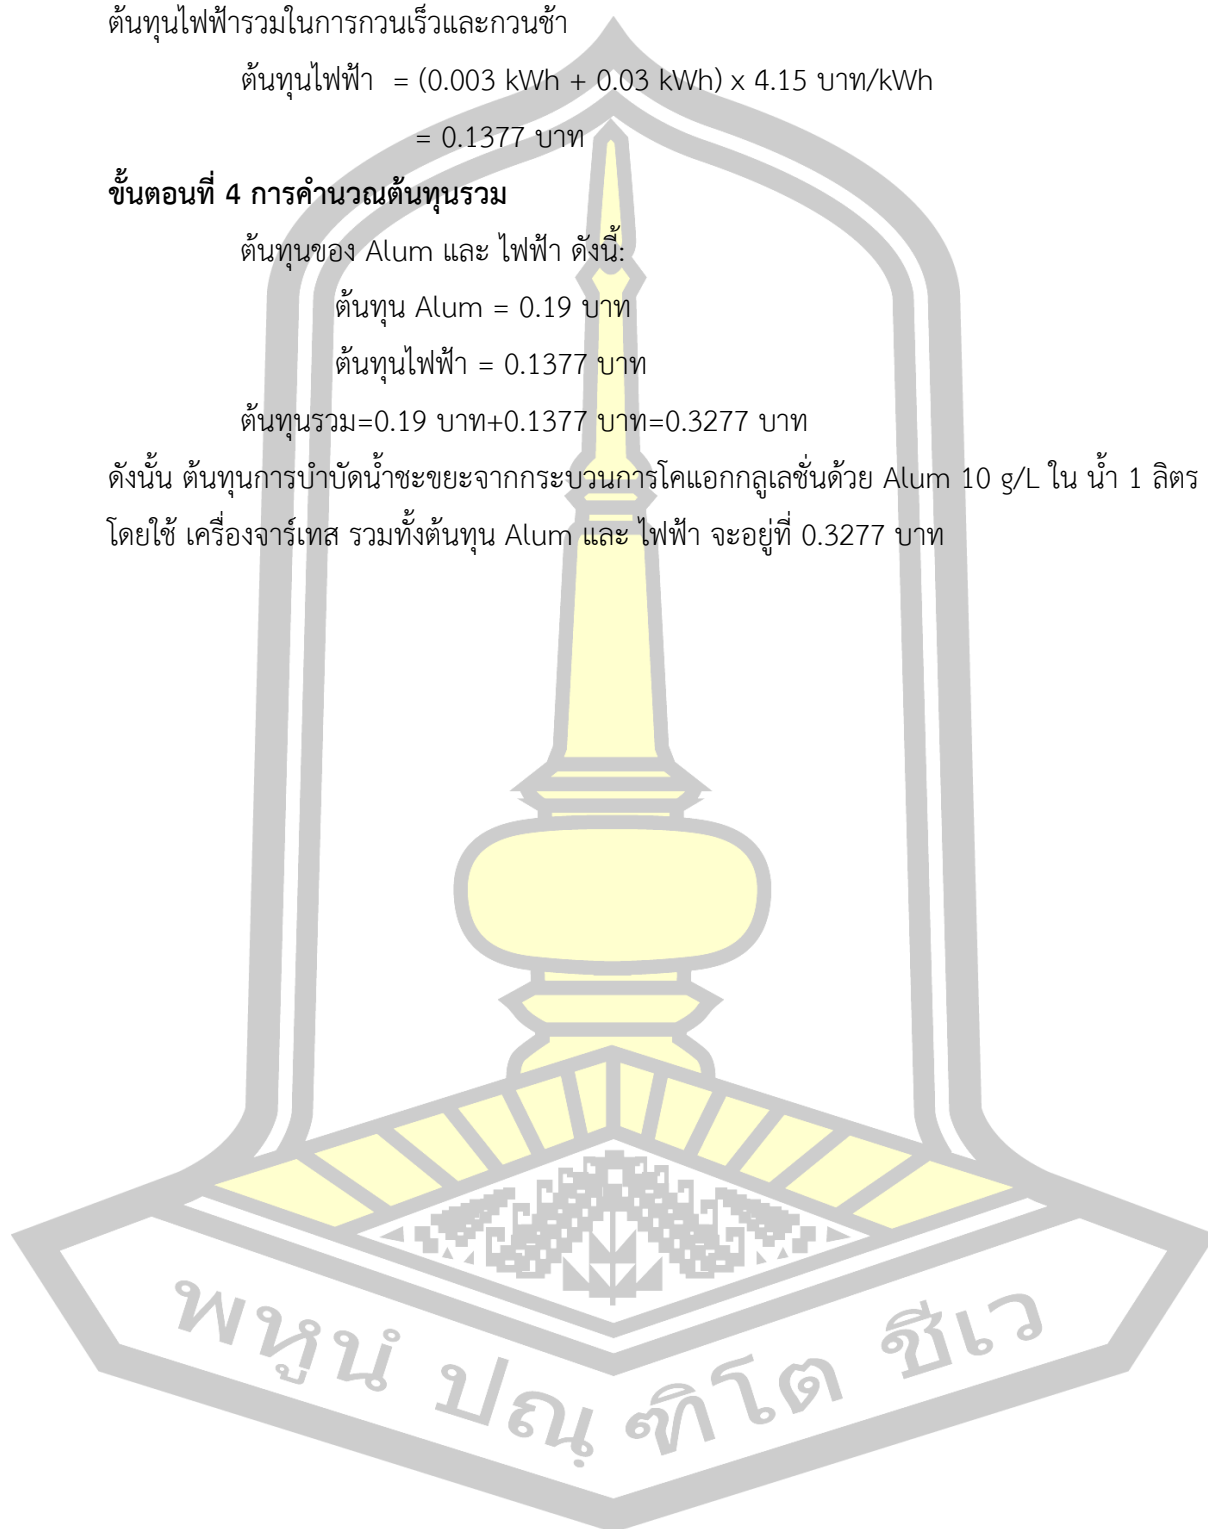 ต้นทุนไฟฟ้ารวมในการกวนเร็วและกวนช้า
ต้นทุนไฟฟ้า = (0.003 kWh + 0.03 kWh) x 4.15 บาท/kWh
= 0.1377 บาท
ขั้นตอนที่ 4 การคำนวณต้นทุนรวม
ต้นทุนของ Alum และ ไฟฟ้า ดังนี้:
ต้นทุน Alum = 0.19 บาท
ต้นทุนไฟฟ้า = 0.1377 บาท
ต้นทุนรวม=0.19 บาท+0.1377 บาท=0.3277 บาท
ดังนั้น ต้นทุนการบำบัดน้ำชะขยะจากกระบวนการโคแอกกลูเลชั่นด้วย Alum 10 g/L ใน น้ำ 1 ลิตร
โดยใช้ เครื่องจาร์เทส รวมทั้งต้นทุน Alum และ ไฟฟ้า จะอยู่ที่ 0.3277 บาท
พหูนํ ปณฺฑิโต ชีเว